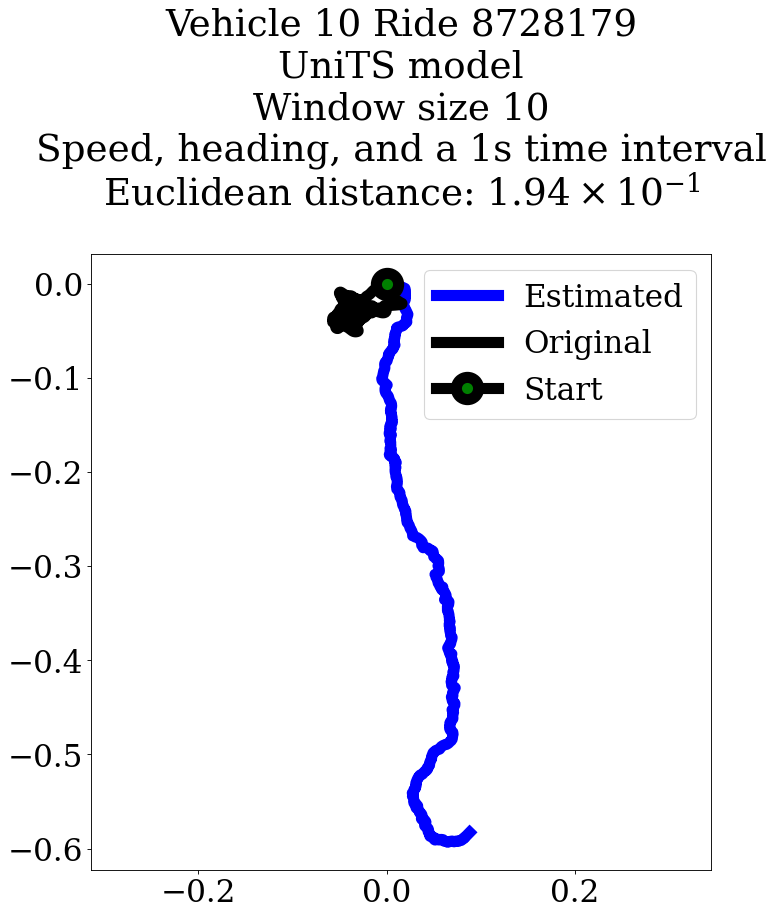 Vehicle 10 Ride 8728179
UniTS model
Window size 10
Speed, heading, and a 1s time interval
Euclidean distance: 1.94 × 10⁻¹
Estimated
Original
Start
0.0
−0.1
−0.2
−0.3
−0.4
−0.5
−0.6
−0.2 0.0 0.2